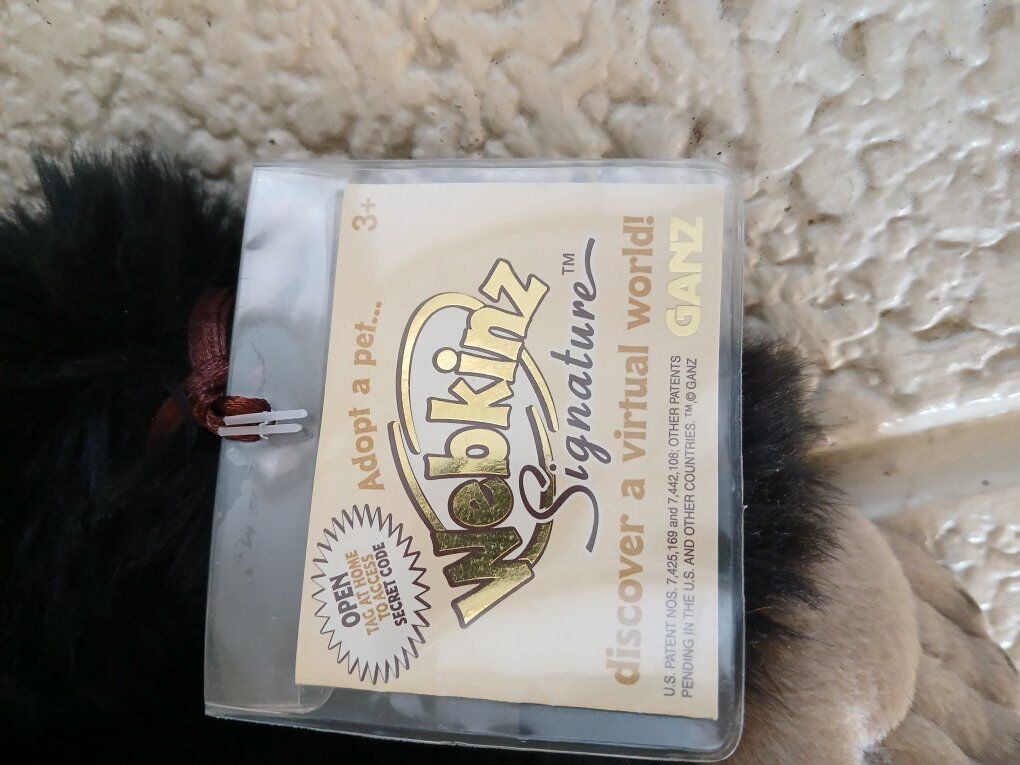 OPEN
TAG AT HOME
TO ACCESS
SECRET CODE
Adopt a pet...
3+
Webkinz
Signature™
discover a virtual world!
U.S. PATENT NOS. 7,425,169 and 7,442,108; OTHER PATENTS
PENDING IN THE U.S. AND OTHER COUNTRIES. ™,© GANZ
GANZ